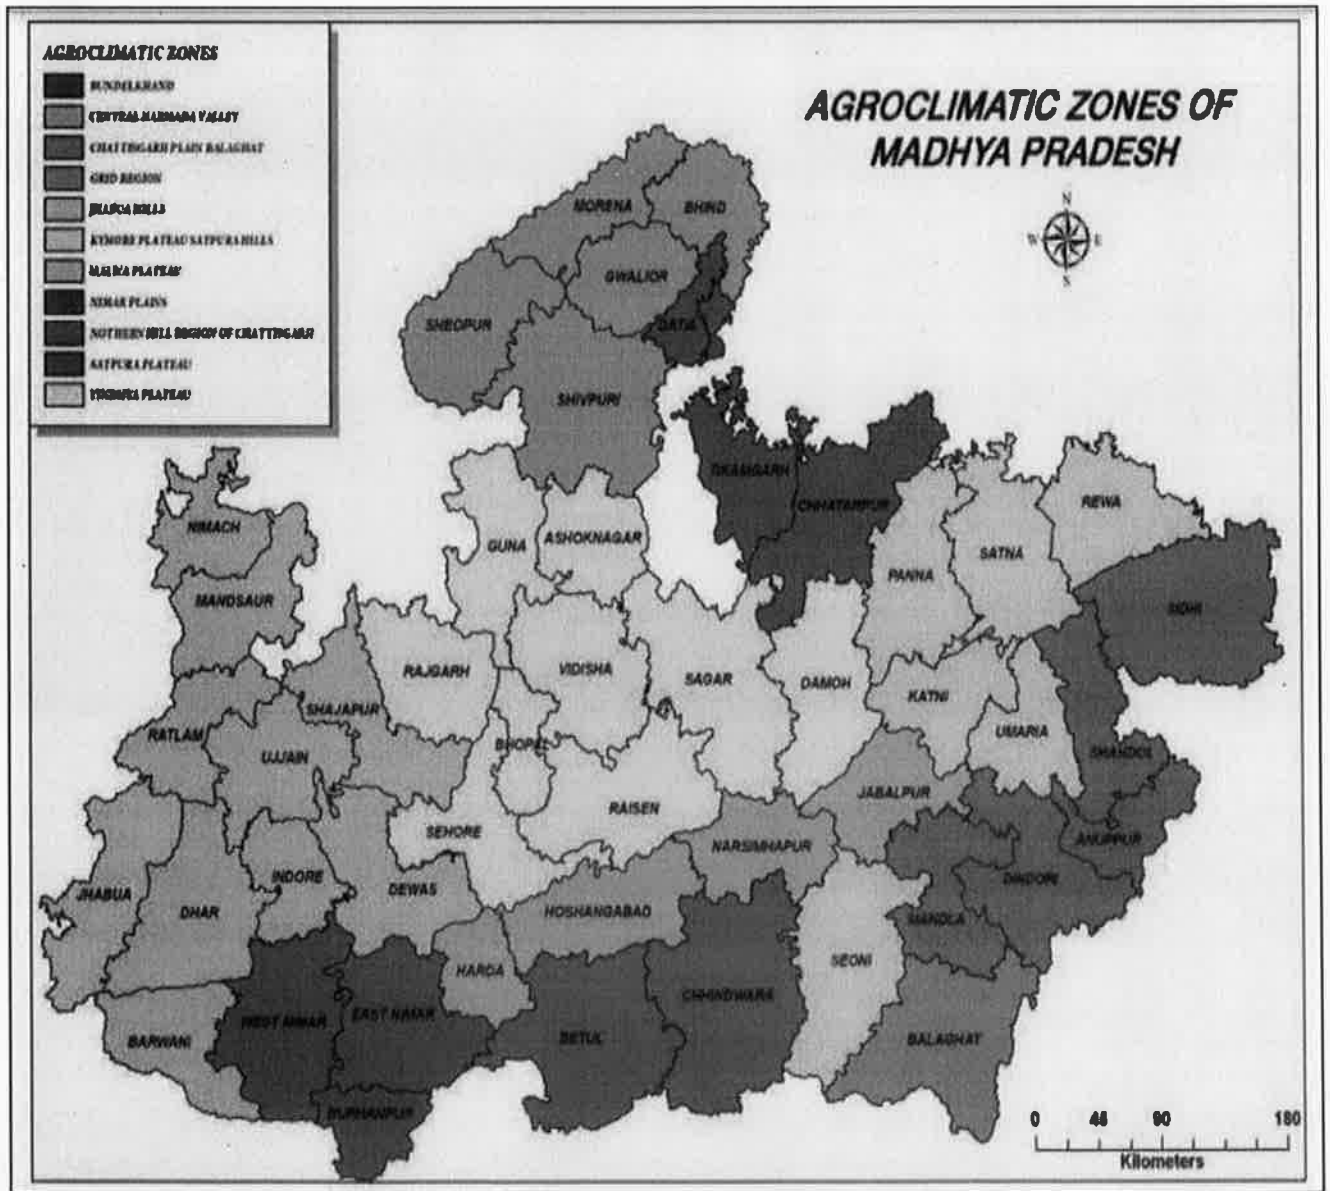 AGROCLIMATIC ZONES
BUNDELKHAND
CENTRAL NARMADA VALLEY
CHATTISGARH PLAIN BALAGHAT
GRID REGION
HILLS
KYMORE PLATEAU SATPURA HILLS
MALWA PLATEAU
NIMAR PLAINS
NOTHERN HILL REGION OF CHATTISGARH
SATPURA PLATEAU
PLATEAU
AGROCLIMATIC ZONES OF
MADHYA PRADESH
N
W E
S
MORENA
BHIND
GWALIOR
SHEOPUR
DATIA
SHIVPURI
TIKAMGARH
CHHATARPUR
REWA
NIMACH
GUNA
ASHOKNAGAR
SATNA
PANNA
MANDSAUR
SIDHI
RAJGARH
VIDISHA
SAGAR
DAMOH
KATNI
SHAJAPUR
RATLAM
UJJAIN
BHOPAL
UMARIA
SHAHDOL
JABALPUR
RAISEN
SEHORE
NARSIMHAPUR
ANUPPUR
INDORE
DEWAS
JHABUA
DHAR
HOSHANGABAD
DINDORI
MANDLA
HARDA
SEONI
CHHINDWARA
WEST NIMAR
EAST NIMAR
BARWANI
BETUL
BALAGHAT
BURHANPUR
0 45 90 180
Kilometers